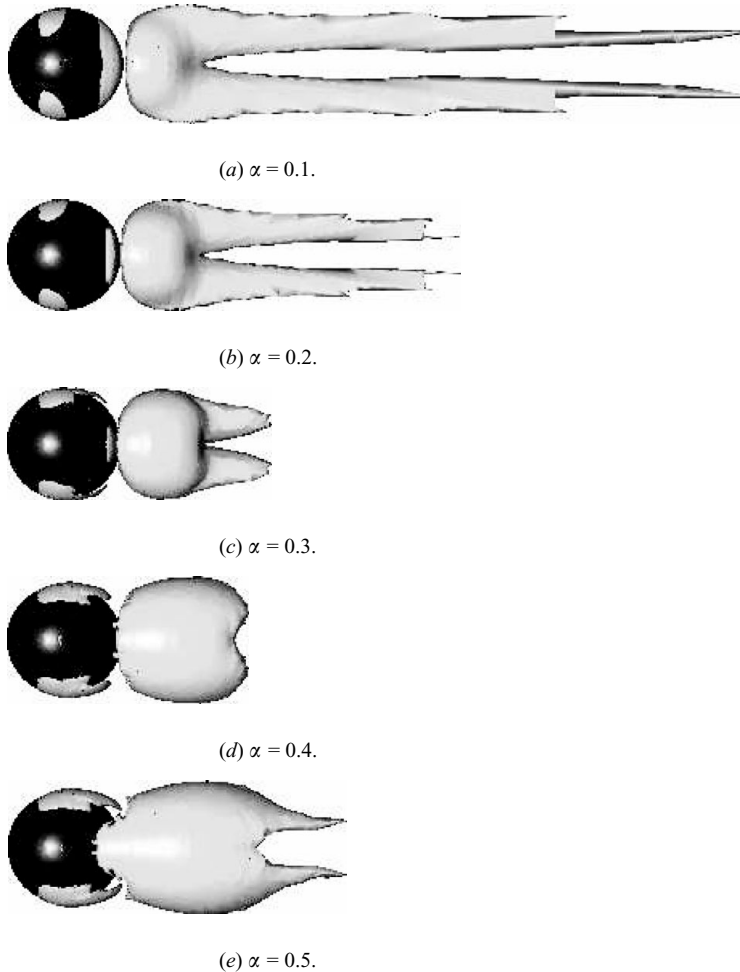 (a) α = 0.1.
(b) α = 0.2.
(c) α = 0.3.
(d) α = 0.4.
(e) α = 0.5.